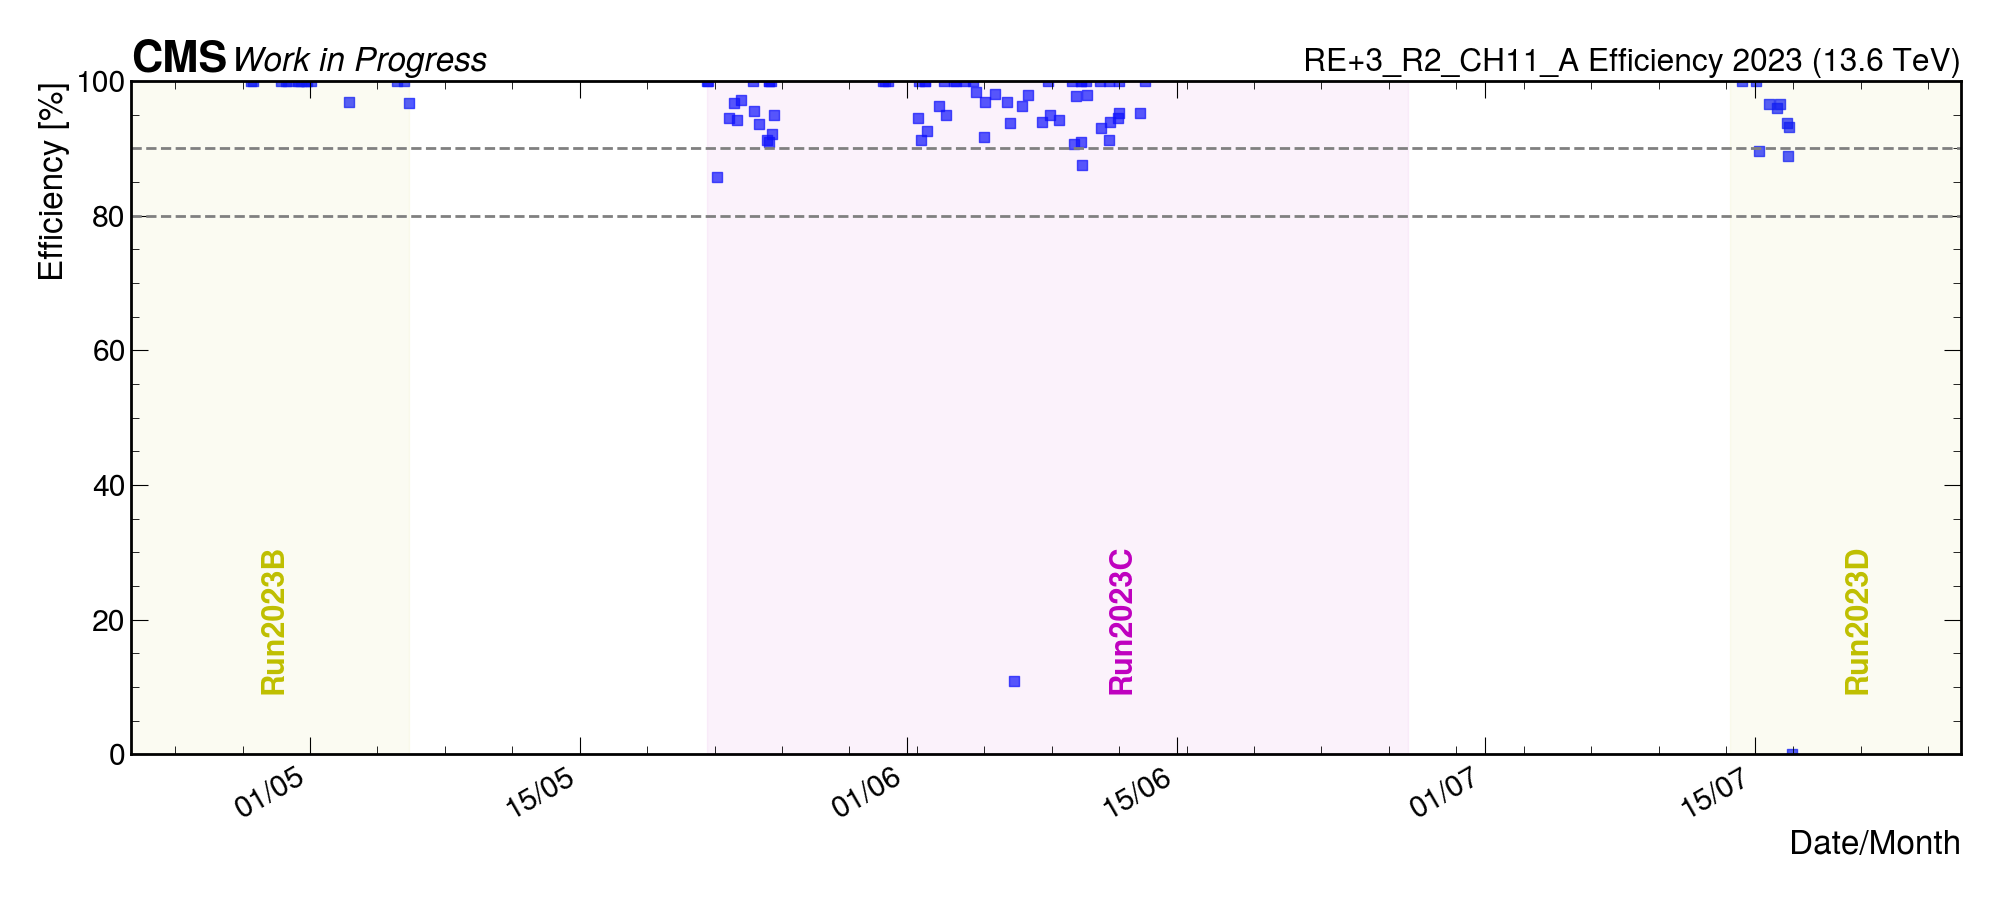 CMS Work in Progress
RE+3_R2_CH11_A Efficiency 2023 (13.6 TeV)
Efficiency [%]
100
80
60
40
20
0
Run2023B
Run2023C
Run2023D
01/05
15/05
01/06
15/06
01/07
15/07
Date/Month